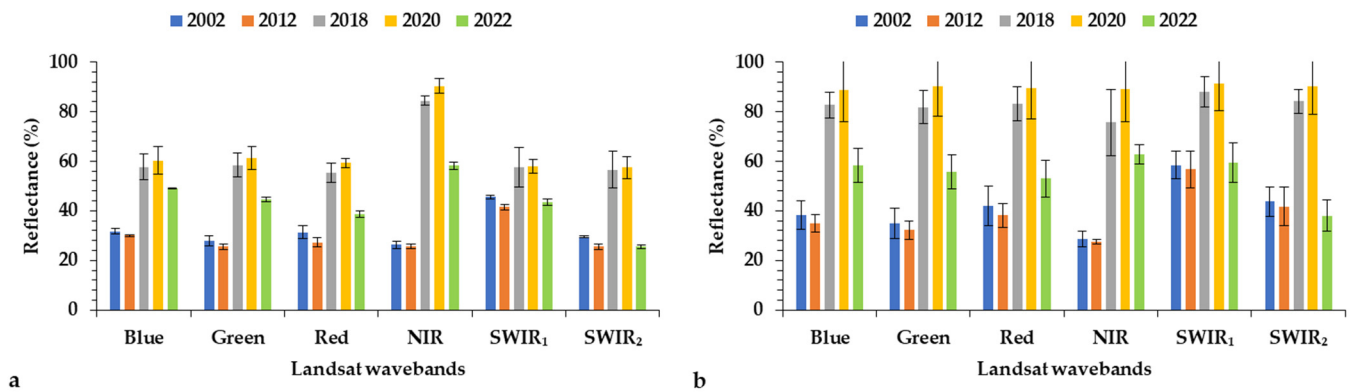 2002 2012 2018 2020 2022
Reflectance (%)
100
80
60
40
20
0
Blue Green Red NIR SWIR₁ SWIR₂
Landsat wavebands
a
2002 2012 2018 2020 2022
Reflectance (%)
100
80
60
40
20
0
Blue Green Red NIR SWIR₁ SWIR₂
Landsat wavebands
b